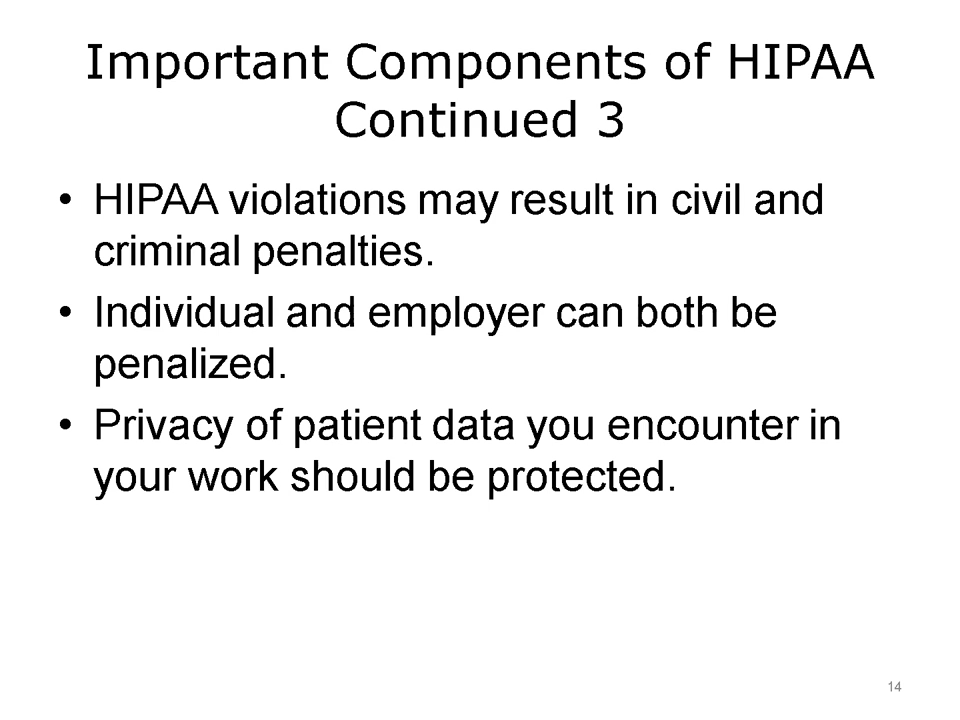 Important Components of HIPAA
Continued 3
• HIPAA violations may result in civil and
criminal penalties.
• Individual and employer can both be
penalized.
• Privacy of patient data you encounter in
your work should be protected.
14